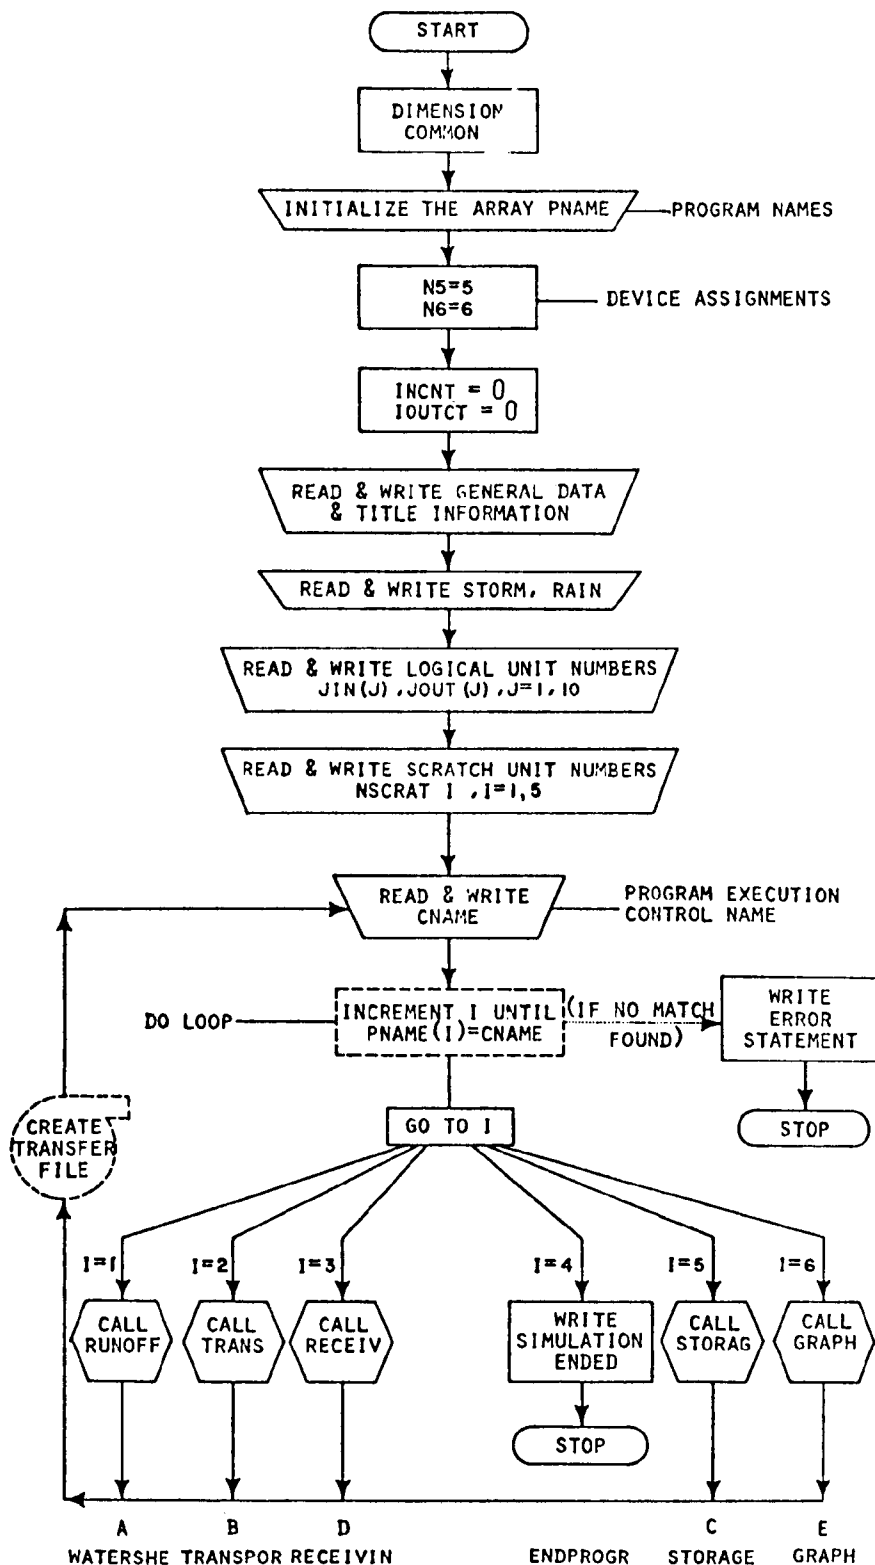 START
DIMENSION
COMMON
INITIALIZE THE ARRAY PNAME
PROGRAM NAMES
N5=5
N6=6
DEVICE ASSIGNMENTS
INCNT = 0
IOUTCT = 0
READ & WRITE GENERAL DATA
& TITLE INFORMATION
READ & WRITE STORM, RAIN
READ & WRITE LOGICAL UNIT NUMBERS
JIN(J),JOUT(J),J=1,10
READ & WRITE SCRATCH UNIT NUMBERS
NSCRAT I ,I=1,5
READ & WRITE
CNAME
PROGRAM EXECUTION
CONTROL NAME
DO LOOP
INCREMENT I UNTIL
PNAME(I)=CNAME
(IF NO MATCH
FOUND)
WRITE
ERROR
STATEMENT
STOP
CREATE
TRANSFER
FILE
GO TO I
I=1
I=2
I=3
I=4
I=5
I=6
CALL
RUNOFF
CALL
TRANS
CALL
RECEIV
WRITE
SIMULATION
ENDED
CALL
STORAG
CALL
GRAPH
STOP
A
B
D
C
E
WATERSHE
TRANSPOR
RECEIVIN
ENDPROGR
STORAGE
GRAPH